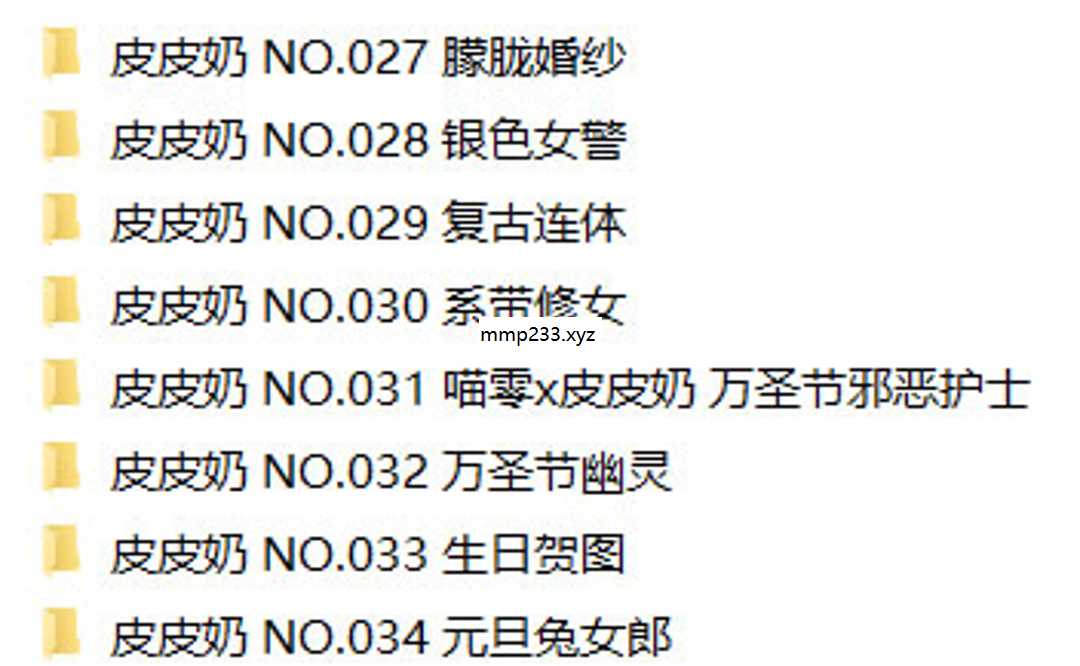 皮皮奶 NO.027 朦胧婚纱
皮皮奶 NO.028 银色女警
皮皮奶 NO.029 复古连体
皮皮奶 NO.030 系带修女
mmp233.xyz
皮皮奶 NO.031 喵零x皮皮奶 万圣节邪恶护士
皮皮奶 NO.032 万圣节幽灵
皮皮奶 NO.033 生日贺图
皮皮奶 NO.034 元旦兔女郎